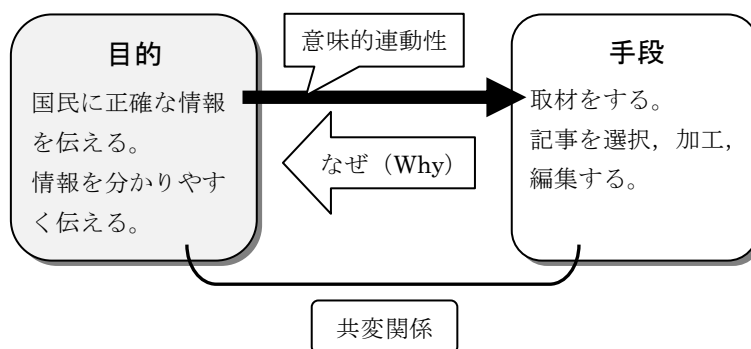 目的
国民に正確な情報
を伝える。
情報を分かりやす
く伝える。
意味的連動性
なぜ（Why）
手段
取材をする。
記事を選択，加工，
編集する。
共変関係